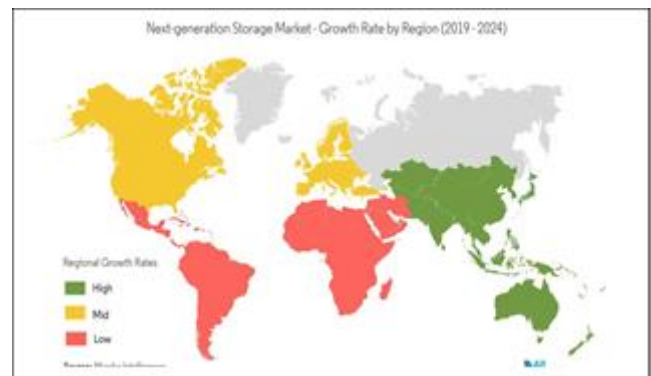 Next-generation Storage Market - Growth Rate by Region (2019 - 2024)
Regional Growth Rates
High
Mid
Low